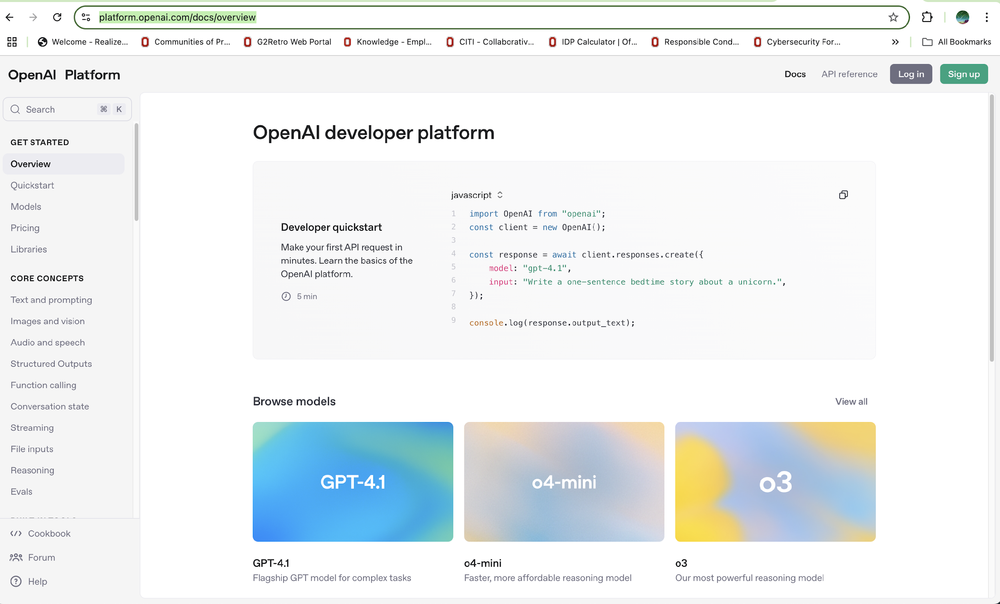 platform.openai.com/docs/overview
Welcome - Realize...
Communities of Pr...
G2Retro Web Portal
Knowledge - Empl...
CITI - Collaborativ...
IDP Calculator | Of...
Responsible Cond...
Cybersecurity For...
All Bookmarks
OpenAI Platform
Docs
API reference
Log in
Sign up
Search
⌘ K
GET STARTED
Overview
Quickstart
Models
Pricing
Libraries
CORE CONCEPTS
Text and prompting
Images and vision
Audio and speech
Structured Outputs
Function calling
Conversation state
Streaming
File inputs
Reasoning
Evals
Cookbook
Forum
Help
OpenAI developer platform
Developer quickstart
Make your first API request in
minutes. Learn the basics of the
OpenAI platform.
5 min
javascript
1 import OpenAI from "openai";
2 const client = new OpenAI();
3
4 const response = await client.responses.create({
5     model: "gpt-4.1",
6     input: "Write a one-sentence bedtime story about a unicorn.",
7 });
8
9 console.log(response.output_text);
Browse models
View all
GPT-4.1
o4-mini
o3
GPT-4.1
Flagship GPT model for complex tasks
o4-mini
Faster, more affordable reasoning model
o3
Our most powerful reasoning model